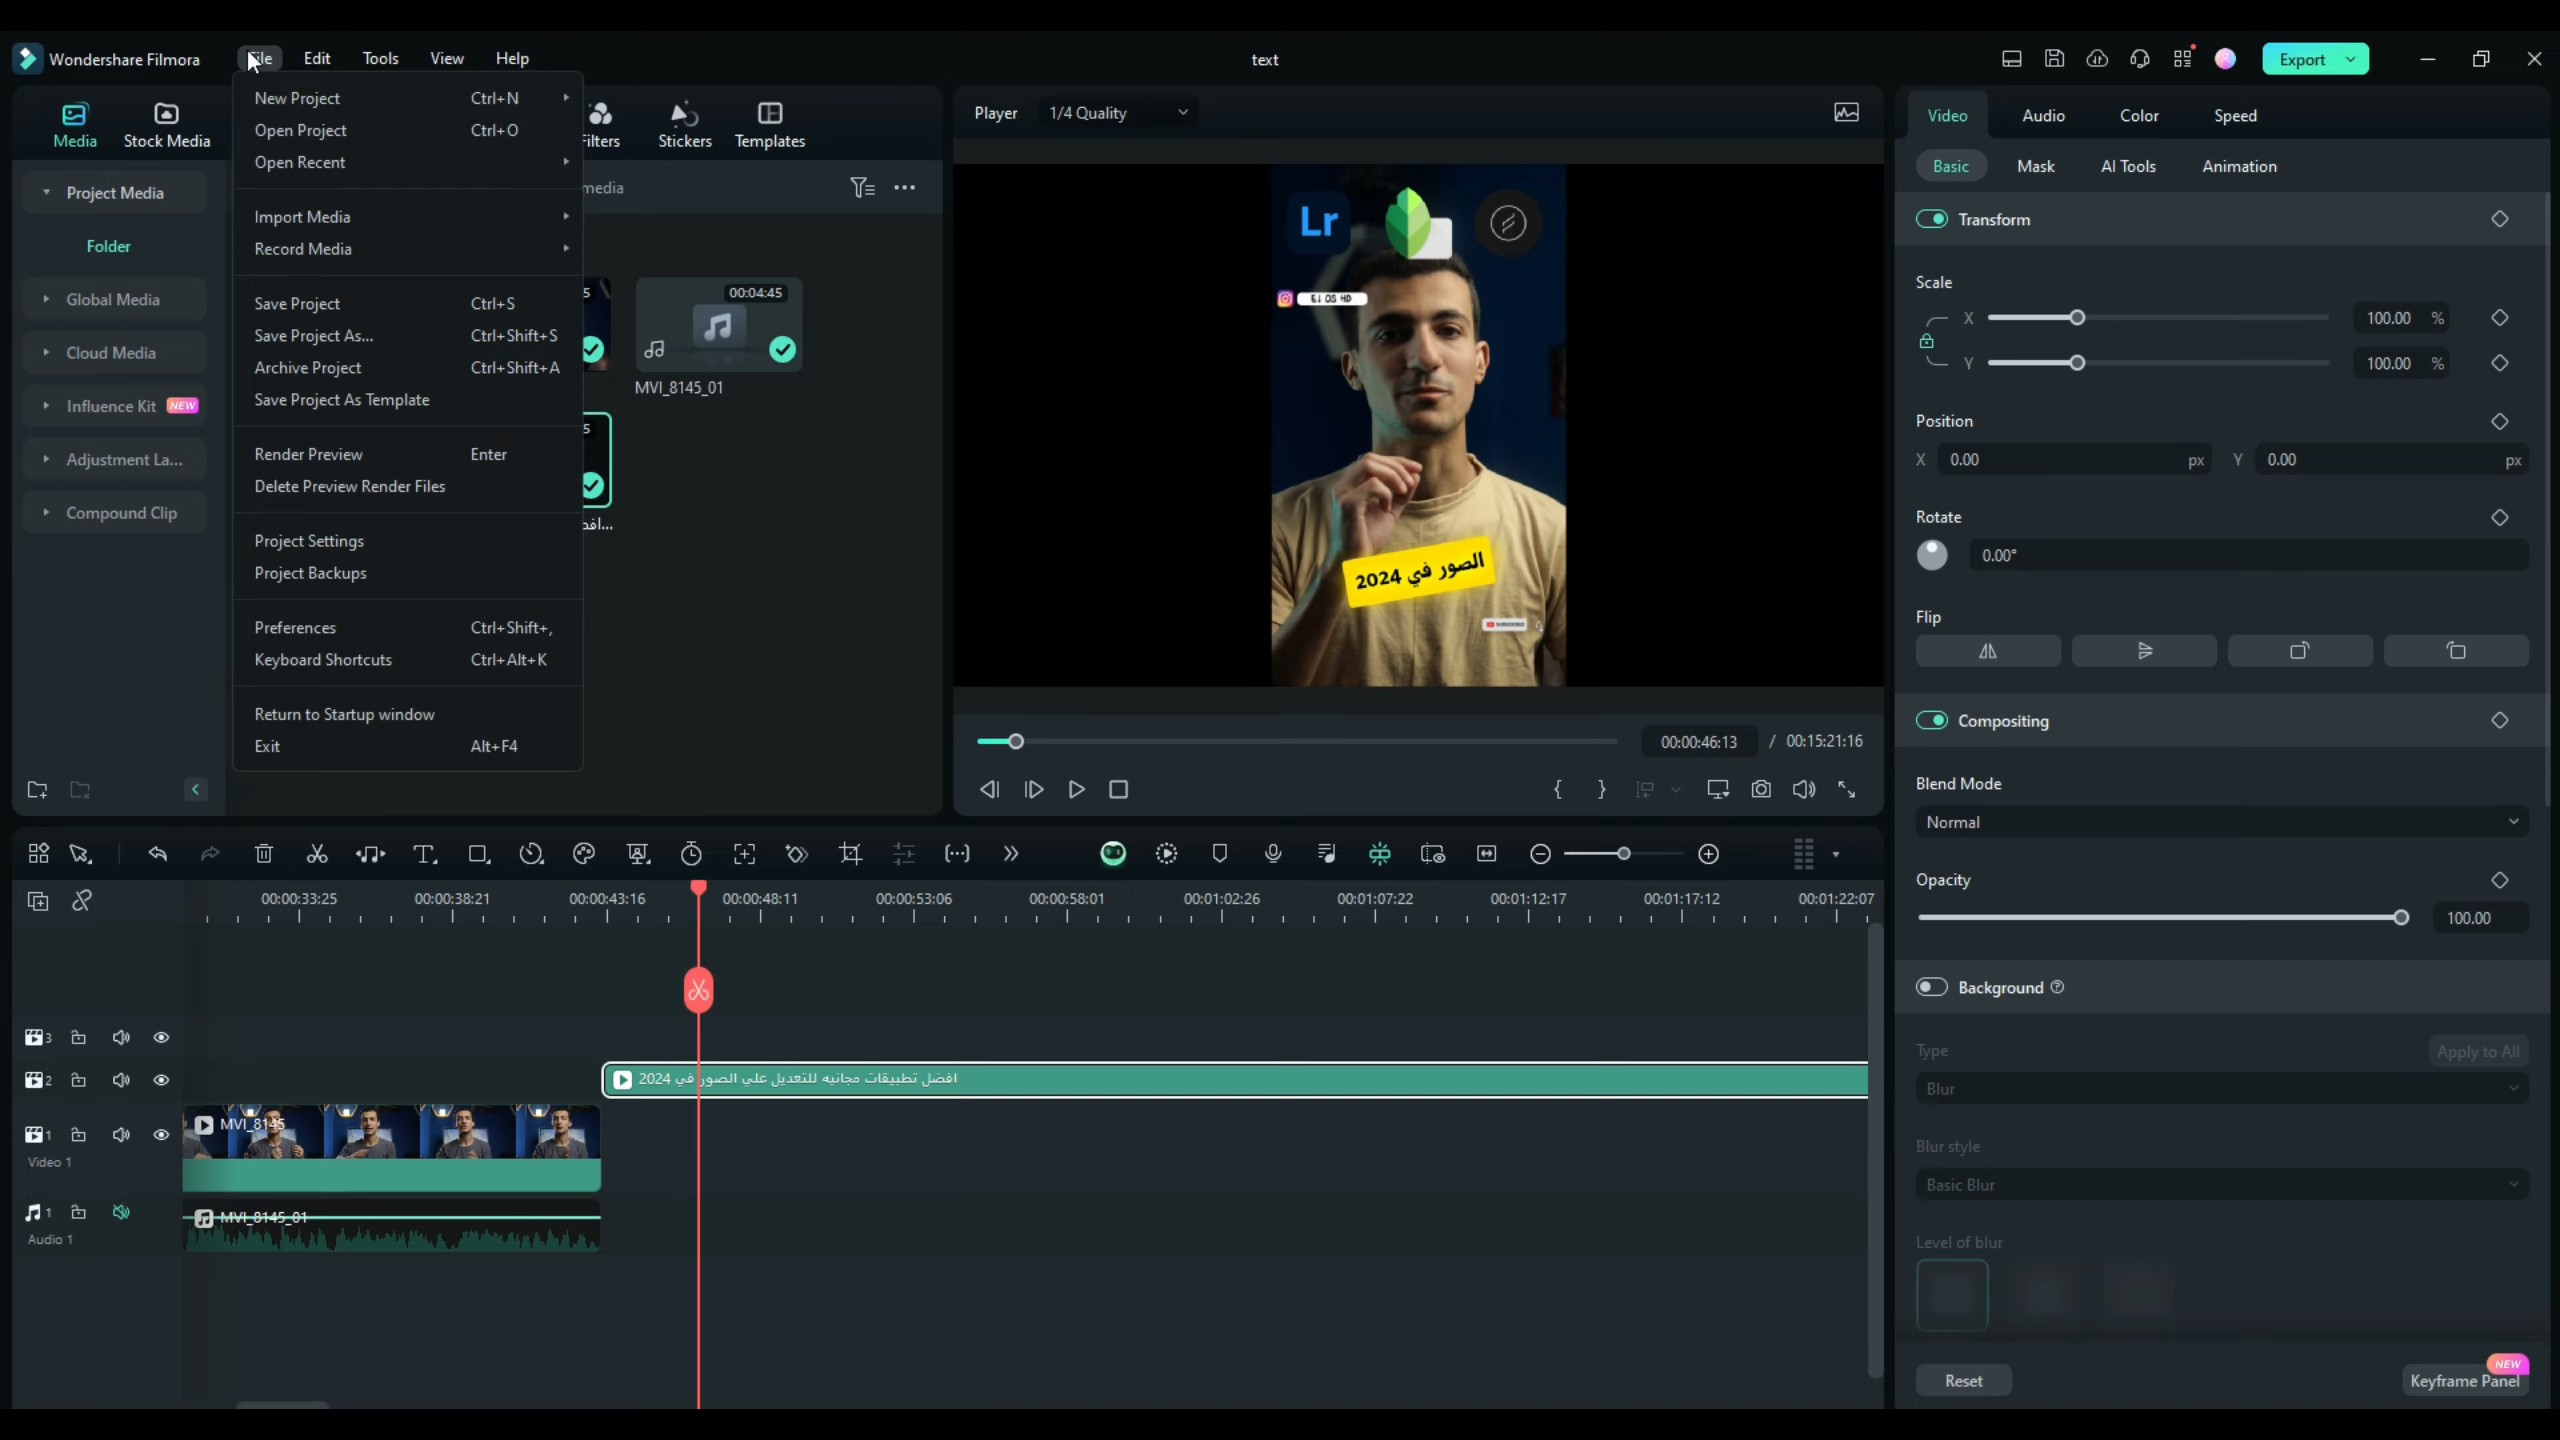 Wondershare Filmora
File Edit Tools View Help
text
Export
Media
Stock Media
Filters
Stickers
Templates
New Project Ctrl+N
Open Project Ctrl+O
Open Recent
Import Media
Record Media
Save Project Ctrl+S
Save Project As... Ctrl+Shift+S
Archive Project Ctrl+Shift+A
Save Project As Template
Render Preview Enter
Delete Preview Render Files
Project Settings
Project Backups
Preferences Ctrl+Shift+,
Keyboard Shortcuts Ctrl+Alt+K
Return to Startup window
Exit Alt+F4
Project Media
Folder
Global Media
Cloud Media
Influence Kit NEW
Adjustment La...
Compound Clip
media
00:04:45
MVI_8145_01
Player 1/4 Quality
Lr
الصور في 2024
00:00:46:13 / 00:15:21:16
Video Audio Color Speed
Basic Mask AI Tools Animation
Transform
Scale
X 100.00 %
Y 100.00 %
Position
X 0.00 px Y 0.00 px
Rotate
0.00°
Flip
Compositing
Blend Mode
Normal
Opacity
100.00
Background
Type Apply to All
Blur
Blur style
Basic Blur
Level of blur
Reset
NEW
Keyframe Panel
00:00:33:25 00:00:38:21 00:00:43:16 00:00:48:11 00:00:53:06 00:00:58:01 00:01:02:26 00:01:07:22 00:01:12:17 00:01:17:12 00:01:22:07
3
2
افضل تطبيقات مجانيه للتعديل علي الصور في 2024
1
MVI_8145
Video 1
1
MVI_8145_01
Audio 1